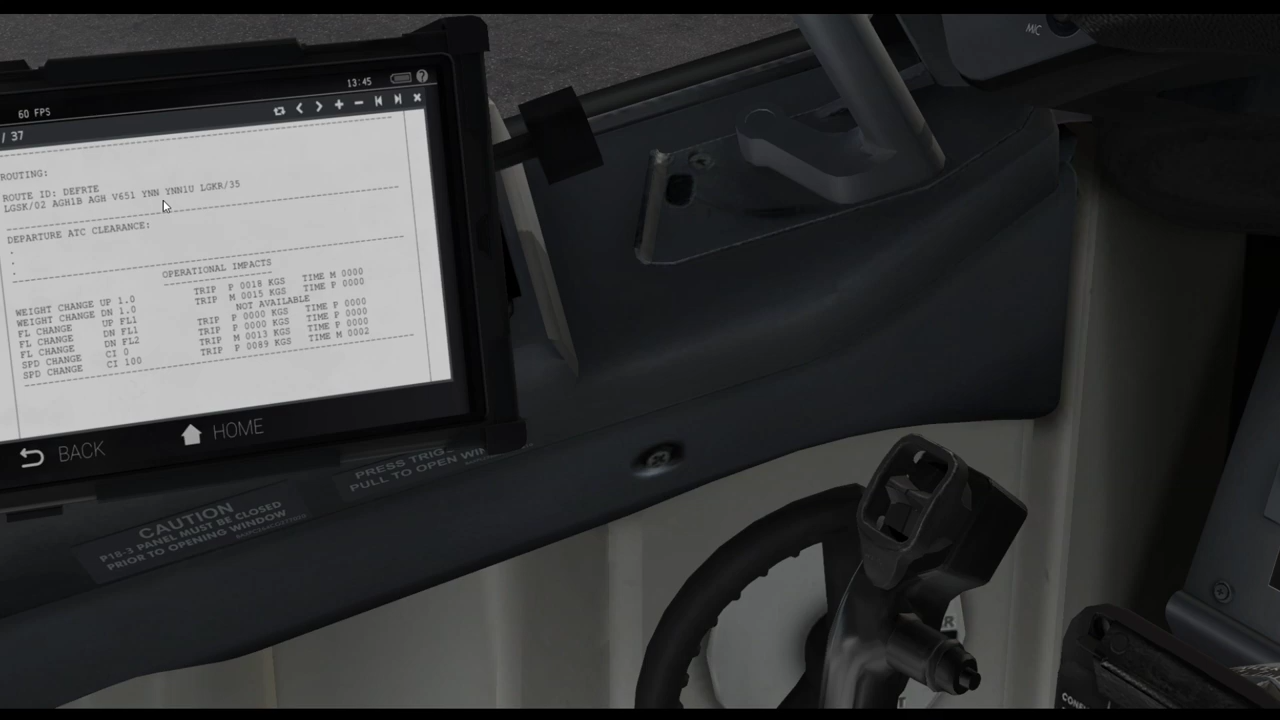 MIC
13:45
60 FPS
/ 37
ROUTING:
ROUTE ID: DEFRTE
LGSK/02 AGH1B AGH V651 YNN YNN1U LGKR/35
DEPARTURE ATC CLEARANCE:
.
.
.
OPERATIONAL IMPACTS
WEIGHT CHANGE UP 1.0 TRIP P 0018 KGS TIME M 0000
WEIGHT CHANGE DN 1.0 TRIP M 0015 KGS TIME P 0000
FL CHANGE UP FL1 NOT AVAILABLE
FL CHANGE DN FL1 TRIP P 0000 KGS TIME P 0000
FL CHANGE DN FL2 TRIP P 0000 KGS TIME P 0000
SPD CHANGE CI 0 TRIP M 0013 KGS TIME P 0000
SPD CHANGE CI 100 TRIP P 0089 KGS TIME M 0002
BACK
HOME
PRESS TRIG-
PULL TO OPEN WIN
CAUTION
P18-3 PANEL MUST BE CLOSED
PRIOR TO OPENING WINDOW